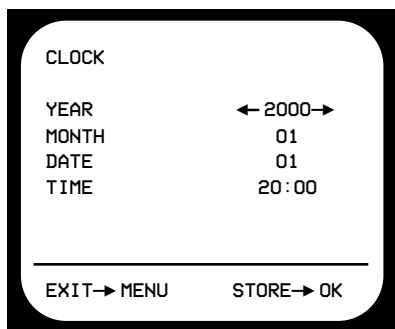 CLOCK
YEAR ←2000→
MONTH 01
DATE 01
TIME 20:00
EXIT→MENU STORE→OK